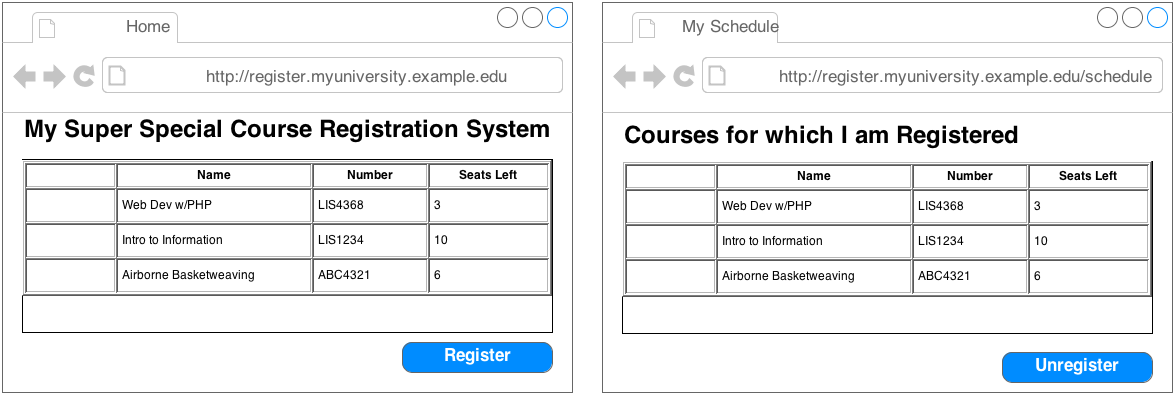 Home
http://register.myuniversity.example.edu
My Super Special Course Registration System
Name Number Seats Left
Web Dev w/PHP LIS4368 3
Intro to Information LIS1234 10
Airborne Basketweaving ABC4321 6
Register
My Schedule
http://register.myuniversity.example.edu/schedule
Courses for which I am Registered
Name Number Seats Left
Web Dev w/PHP LIS4368 3
Intro to Information LIS1234 10
Airborne Basketweaving ABC4321 6
Unregister